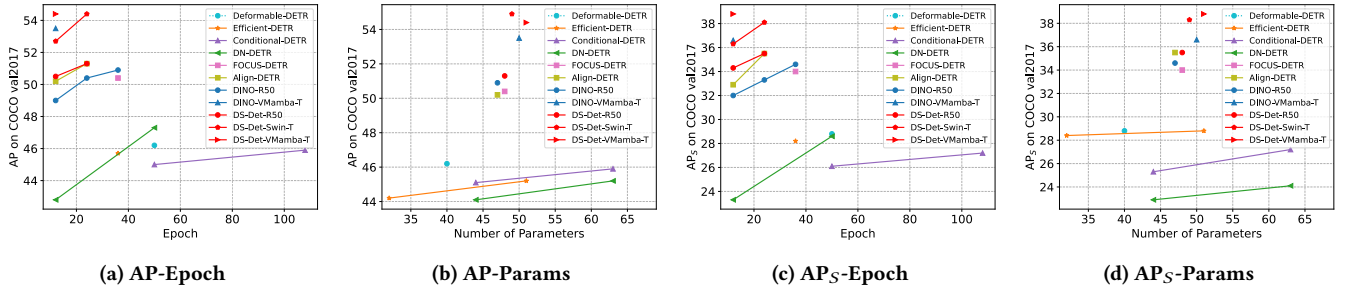 AP on COCO val2017
54
52
50
48
46
44
20
40
60
80
100
Epoch
Deformable-DETR
Efficient-DETR
Conditional-DETR
DN-DETR
FOCUS-DETR
Align-DETR
DINO-R50
DINO-VMamba-T
DS-Det-R50
DS-Det-Swin-T
DS-Det-VMamba-T
(a) AP-Epoch
AP on COCO val2017
54
52
50
48
46
44
35
40
45
50
55
60
65
Number of Parameters
Deformable-DETR
Efficient-DETR
Conditional-DETR
DN-DETR
FOCUS-DETR
Align-DETR
DINO-R50
DINO-VMamba-T
DS-Det-R50
DS-Det-Swin-T
DS-Det-VMamba-T
(b) AP-Params
APS on COCO val2017
38
36
34
32
30
28
26
24
20
40
60
80
100
Epoch
Deformable-DETR
Efficient-DETR
Conditional-DETR
DN-DETR
FOCUS-DETR
Align-DETR
DINO-R50
DINO-VMamba-T
DS-Det-R50
DS-Det-Swin-T
DS-Det-VMamba-T
(c) APS-Epoch
APS on COCO val2017
38
36
34
32
30
28
26
24
35
40
45
50
55
60
65
Number of Parameters
Deformable-DETR
Efficient-DETR
Conditional-DETR
DN-DETR
FOCUS-DETR
Align-DETR
DINO-R50
DINO-VMamba-T
DS-Det-R50
DS-Det-Swin-T
DS-Det-VMamba-T
(d) APS-Params